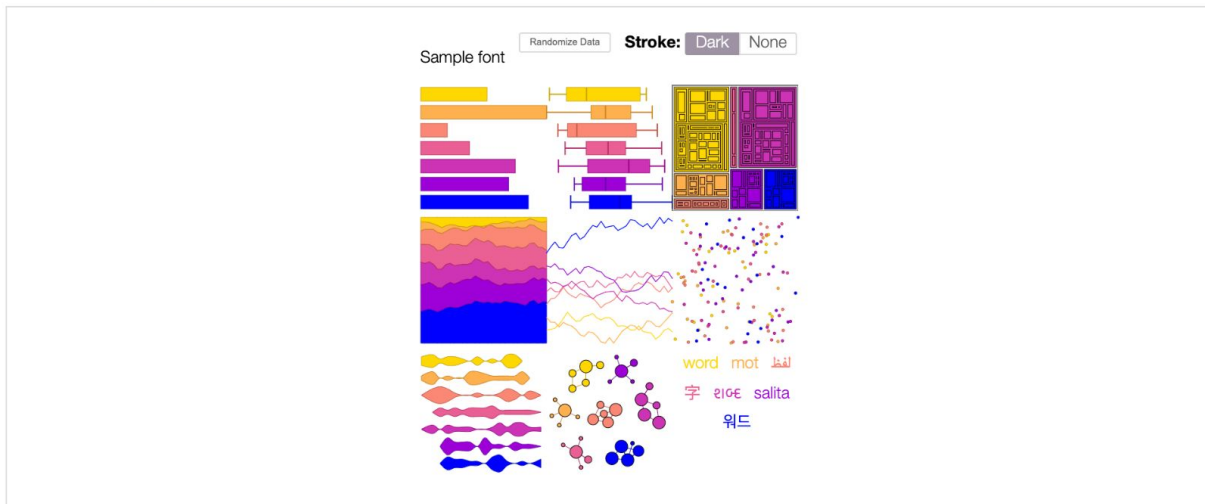 Randomize Data
Stroke: Dark None
Sample font
word mot لفظ
字 salita
워드